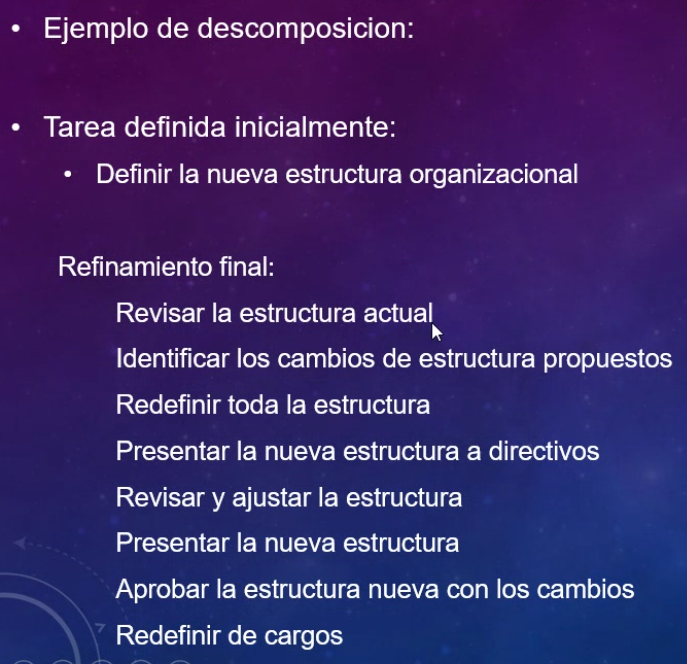 • Ejemplo de descomposicion:
• Tarea definida inicialmente:
• Definir la nueva estructura organizacional
Refinamiento final:
Revisar la estructura actual
Identificar los cambios de estructura propuestos
Redefinir toda la estructura
Presentar la nueva estructura a directivos
Revisar y ajustar la estructura
Presentar la nueva estructura
Aprobar la estructura nueva con los cambios
Redefinir de cargos